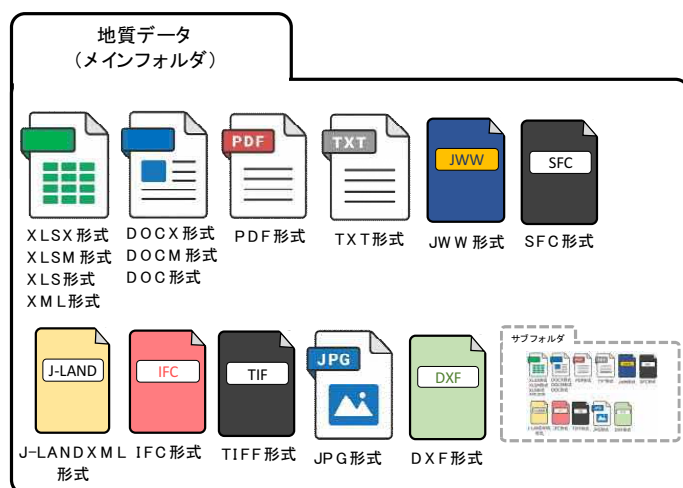 地質データ
（メインフォルダ）
PDF
TXT
JWW
SFC
XLSX形式
XLSM形式
XLS形式
XML形式
DOCX形式
DOCM形式
DOC形式
PDF形式
TXT形式
JWW形式
SFC形式
J-LAND
IFC
TIF
JPG
DXF
J-LANDXML
形式
IFC形式
TIFF形式
JPG形式
DXF形式
サブフォルダ